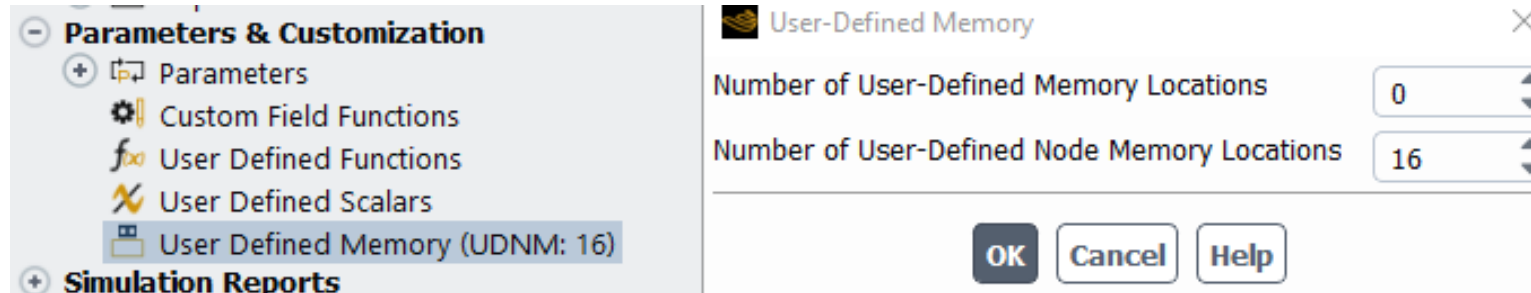 Parameters & Customization
Parameters
Custom Field Functions
f(x) User Defined Functions
User Defined Scalars
User Defined Memory (UDNM: 16)
Simulation Reports
User-Defined Memory
Number of User-Defined Memory Locations 0
Number of User-Defined Node Memory Locations 16
OK Cancel Help